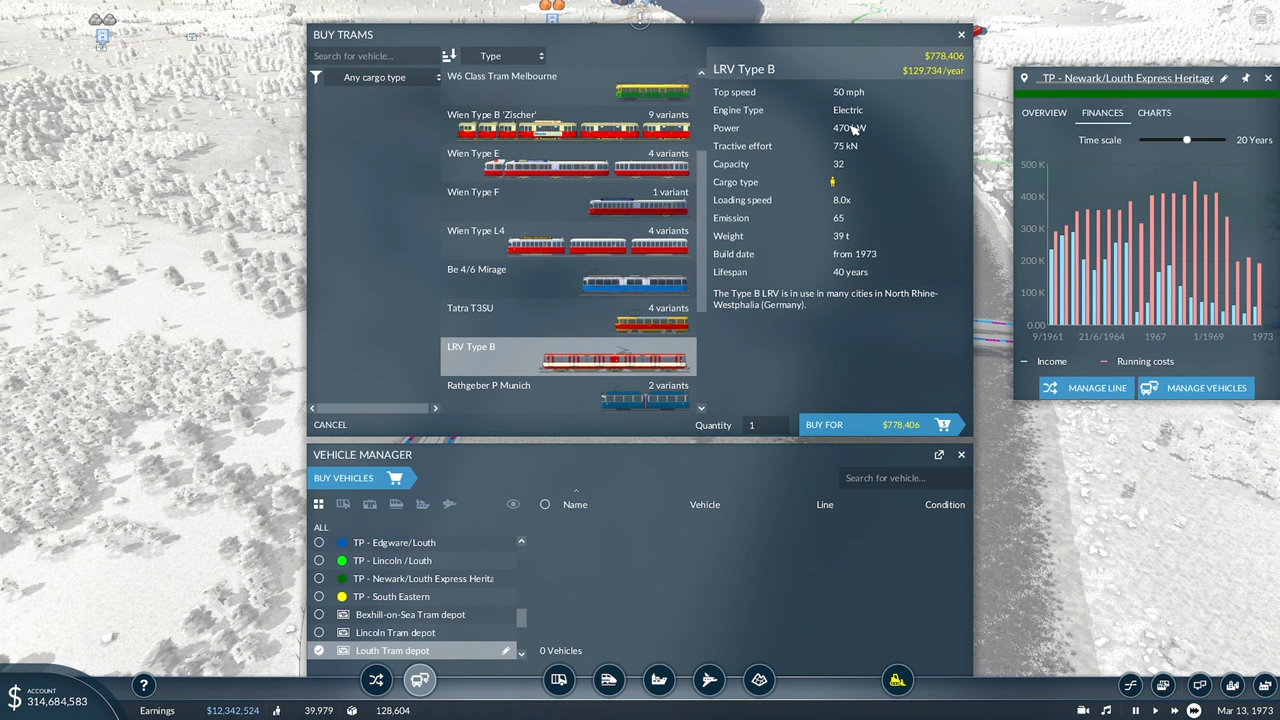 BUY TRAMS
Search for vehicle...
Type
Any cargo type
W6 Class Tram Melbourne
Wien Type B 'Zischer'
9 variants
Wien Type E
4 variants
Wien Type F
1 variant
Wien Type L4
4 variants
Be 4/6 Mirage
Tatra T3SU
4 variants
LRV Type B
Rathgeber P Munich
2 variants
$778,406
LRV Type B
$129,734/year
Top speed 50 mph
Engine Type Electric
Power 470 kW
Tractive effort 75 kN
Capacity 32
Cargo type
Loading speed 8.0x
Emission 65
Weight 39 t
Build date from 1973
Lifespan 40 years
The Type B LRV is in use in many cities in North Rhine-
Westphalia (Germany).
CANCEL
Quantity 1
BUY FOR $778,406
TP - Newark/Louth Express Heritage
OVERVIEW FINANCES CHARTS
Time scale 20 Years
500 K
400 K
300 K
200 K
100 K
0.00
9/1961 21/6/1964 1967 1/1969 1973
Income Running costs
MANAGE LINE MANAGE VEHICLES
VEHICLE MANAGER
BUY VEHICLES
Search for vehicle...
Name Vehicle Line Condition
ALL
TP - Edgware/Louth
TP - Lincoln /Louth
TP - Newark/Louth Express Herita
TP - South Eastern
Bexhill-on-Sea Tram depot
Lincoln Tram depot
Louth Tram depot
0 Vehicles
$ ACCOUNT
314,684,583
?
Earnings $12,342,524 39,979 128,604
Mar 13, 1973